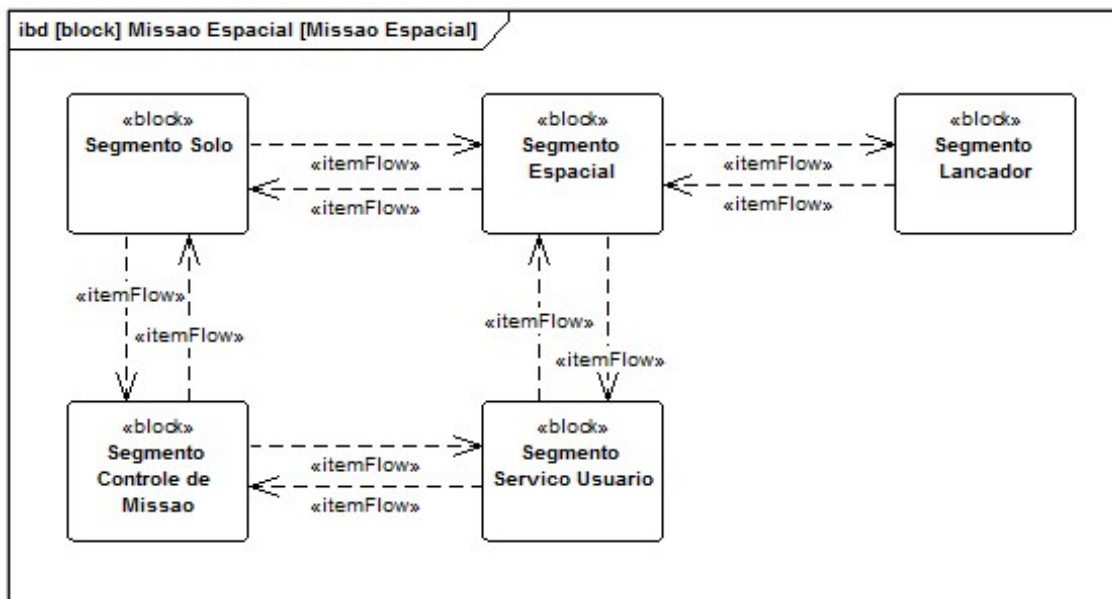 ibd [block] Missao Espacial [Missao Espacial]
«block»
Segmento Solo
«block»
Segmento
Espacial
«block»
Segmento
Lancador
«itemFlow»
«itemFlow»
«itemFlow»
«itemFlow»
«itemFlow»
«itemFlow»
«itemFlow»
«itemFlow»
«block»
Segmento
Controle de
Missao
«block»
Segmento
Servico Usuario
«itemFlow»
«itemFlow»